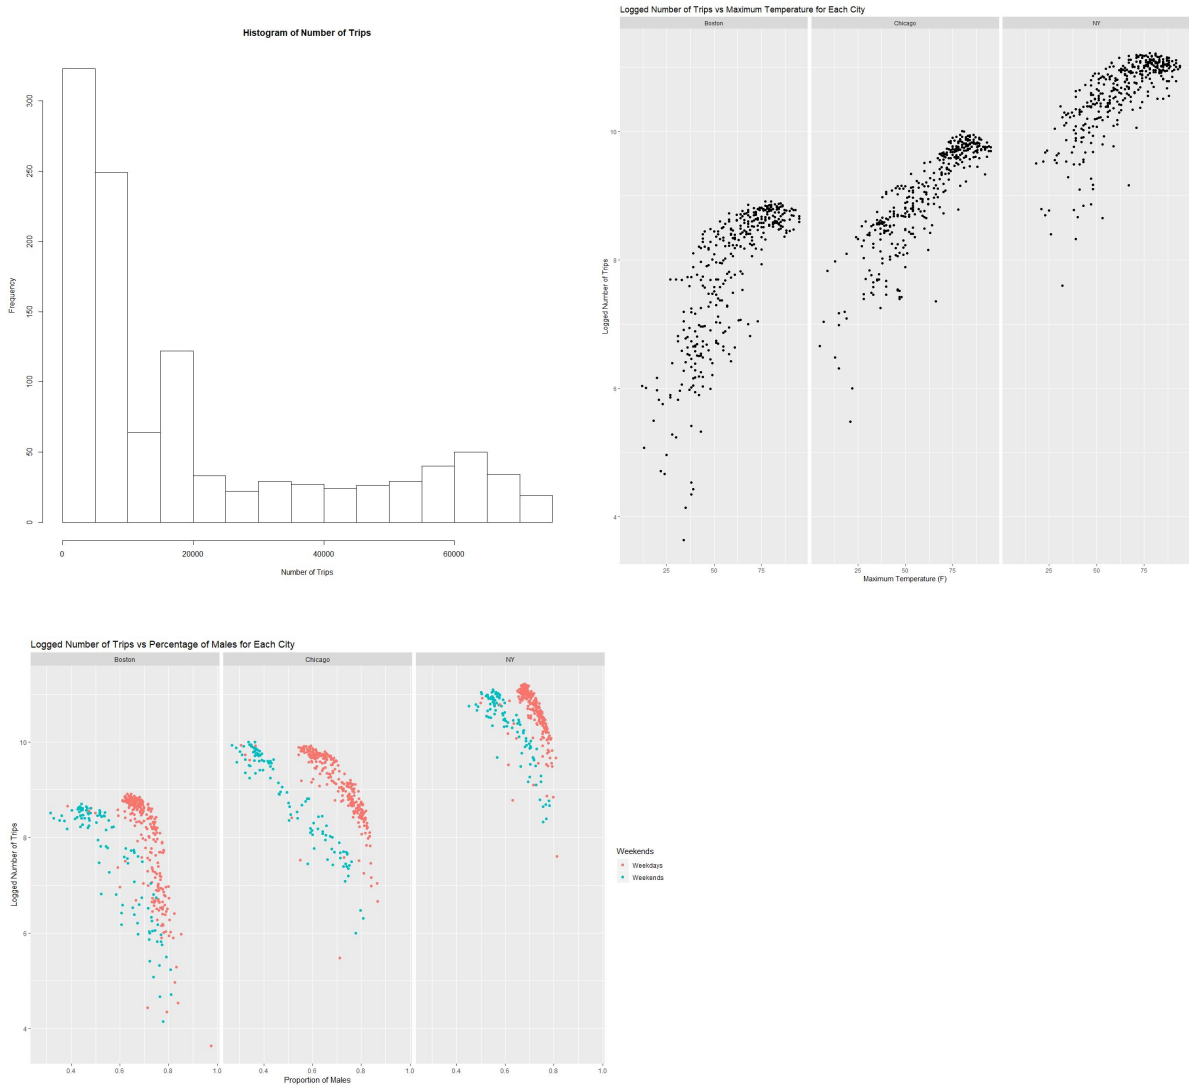 Histogram of Number of Trips
Frequency
0
50
100
150
200
250
300
0 20000 40000 60000
Number of Trips
Logged Number of Trips vs Maximum Temperature for Each City
Boston Chicago NY
Logged Number of Trips
10
8
6
4
25 50 75 25 50 75 25 50 75
Maximum Temperature (F)
Logged Number of Trips vs Percentage of Males for Each City
Boston Chicago NY
Logged Number of Trips
10
8
6
4
0.4 0.6 0.8 1.0 0.4 0.6 0.8 1.0 0.4 0.6 0.8 1.0
Proportion of Males
Weekends
Weekdays
Weekends